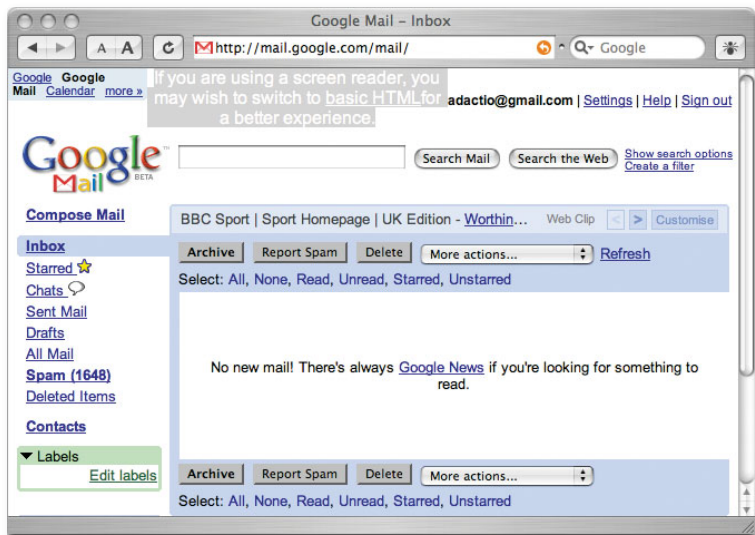 Google Mail – Inbox
A A http://mail.google.com/mail/ Q Google
Google Google
Mail Calendar more »
If you are using a screen reader, you
may wish to switch to basic HTMLfor
a better experience.
adactio@gmail.com | Settings | Help | Sign out
Google™
Mail BETA
Search Mail Search the Web Show search options
Create a filter
Compose Mail
BBC Sport | Sport Homepage | UK Edition - Worthin... Web Clip < > Customise
Inbox
Starred
Chats
Sent Mail
Drafts
All Mail
Spam (1648)
Deleted Items
Contacts
Labels
Edit labels
Archive Report Spam Delete More actions... Refresh
Select: All, None, Read, Unread, Starred, Unstarred
No new mail! There's always Google News if you're looking for something to
read.
Archive Report Spam Delete More actions...
Select: All, None, Read, Unread, Starred, Unstarred